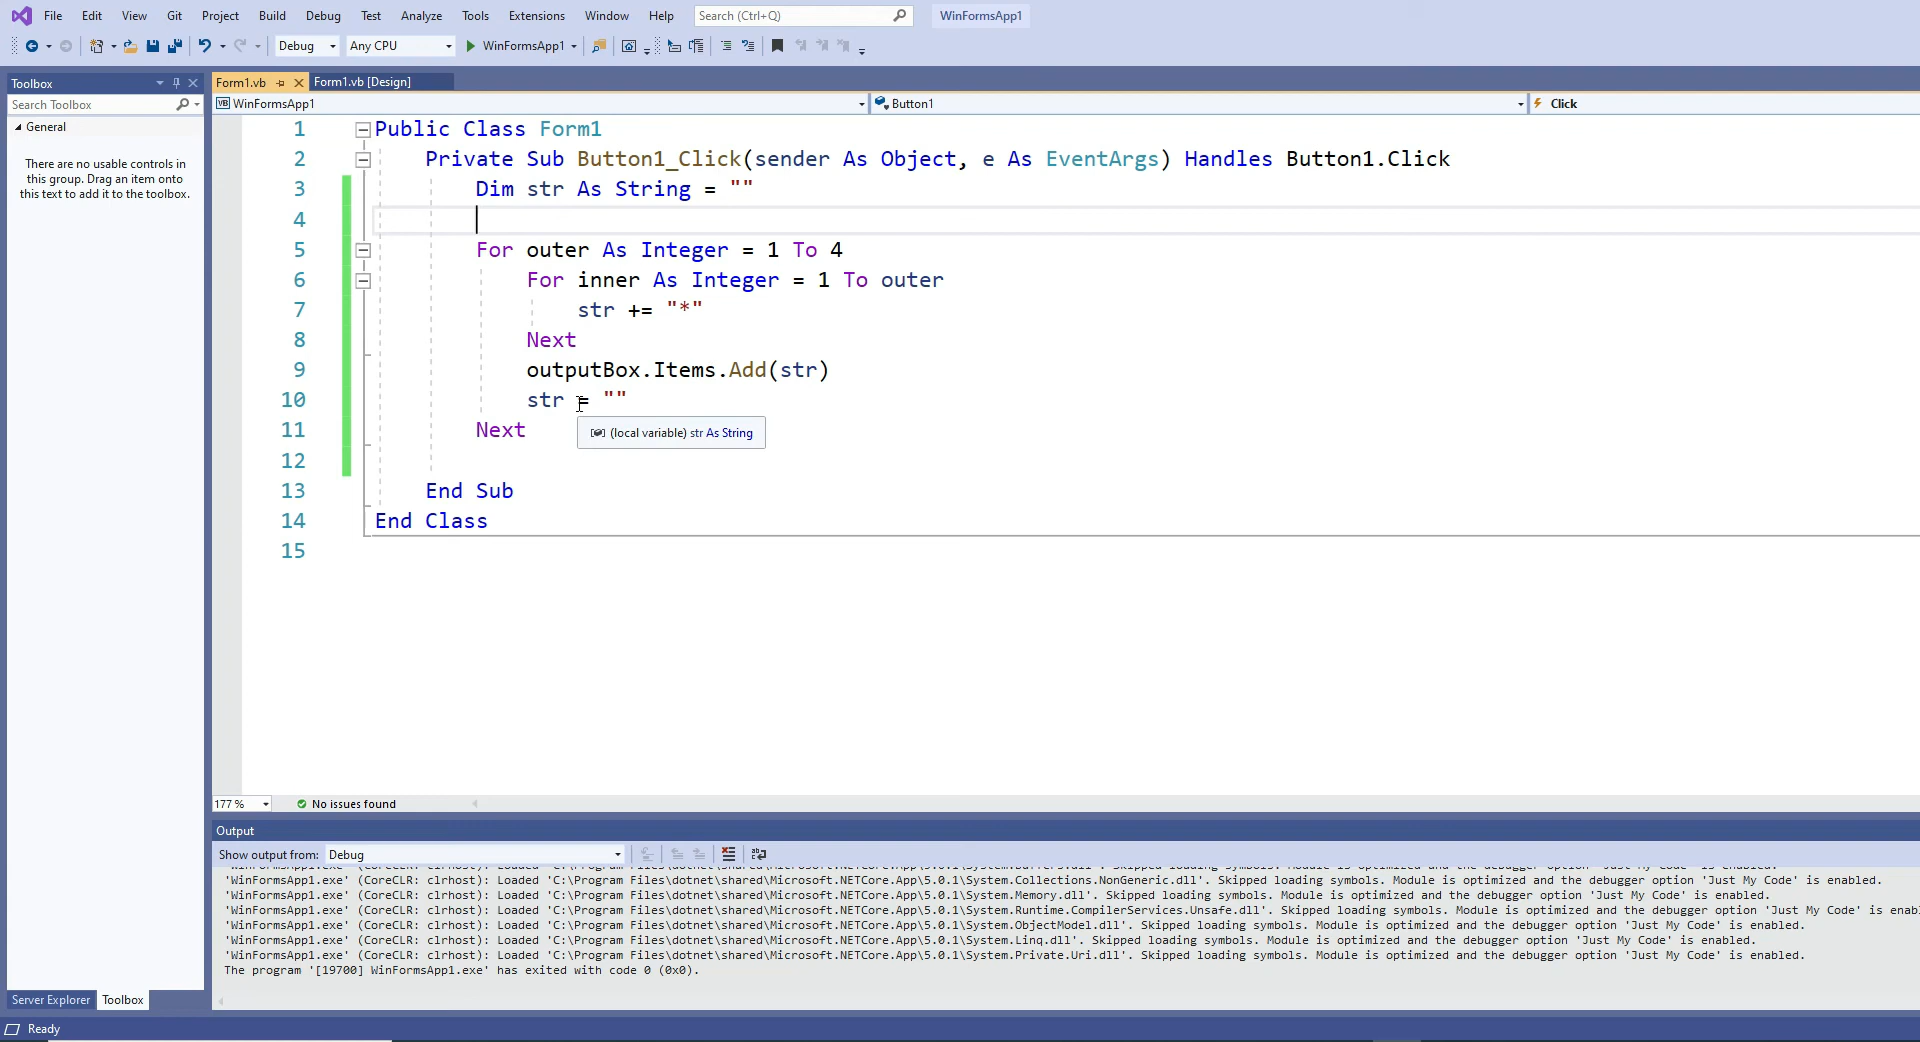 File Edit View Git Project Build Debug Test Analyze Tools Extensions Window Help Search (Ctrl+Q) WinFormsApp1
Debug Any CPU WinFormsApp1
Toolbox
Search Toolbox
General
There are no usable controls in
this group. Drag an item onto
this text to add it to the toolbox.
Server Explorer Toolbox
Form1.vb Form1.vb [Design]
VB WinFormsApp1 Button1 Click
1 Public Class Form1
2 Private Sub Button1_Click(sender As Object, e As EventArgs) Handles Button1.Click
3 Dim str As String = ""
4
5 For outer As Integer = 1 To 4
6 For inner As Integer = 1 To outer
7 str += "*"
8 Next
9 outputBox.Items.Add(str)
10 str = ""
11 Next
(local variable) str As String
12
13 End Sub
14 End Class
15
177 % No issues found
Output
Show output from: Debug
'WinFormsApp1.exe' (CoreCLR: clrhost): Loaded 'C:\Program Files\dotnet\shared\Microsoft.NETCore.App\5.0.1\System.Collections.NonGeneric.dll'. Skipped loading symbols. Module is optimized and the debugger option 'Just My Code' is enabled.
'WinFormsApp1.exe' (CoreCLR: clrhost): Loaded 'C:\Program Files\dotnet\shared\Microsoft.NETCore.App\5.0.1\System.Memory.dll'. Skipped loading symbols. Module is optimized and the debugger option 'Just My Code' is enabled.
'WinFormsApp1.exe' (CoreCLR: clrhost): Loaded 'C:\Program Files\dotnet\shared\Microsoft.NETCore.App\5.0.1\System.Runtime.CompilerServices.Unsafe.dll'. Skipped loading symbols. Module is optimized and the debugger option 'Just My Code' is enabl
'WinFormsApp1.exe' (CoreCLR: clrhost): Loaded 'C:\Program Files\dotnet\shared\Microsoft.NETCore.App\5.0.1\System.ObjectModel.dll'. Skipped loading symbols. Module is optimized and the debugger option 'Just My Code' is enabled.
'WinFormsApp1.exe' (CoreCLR: clrhost): Loaded 'C:\Program Files\dotnet\shared\Microsoft.NETCore.App\5.0.1\System.Linq.dll'. Skipped loading symbols. Module is optimized and the debugger option 'Just My Code' is enabled.
'WinFormsApp1.exe' (CoreCLR: clrhost): Loaded 'C:\Program Files\dotnet\shared\Microsoft.NETCore.App\5.0.1\System.Private.Uri.dll'. Skipped loading symbols. Module is optimized and the debugger option 'Just My Code' is enabled.
The program '[19700] WinFormsApp1.exe' has exited with code 0 (0x0).
Ready